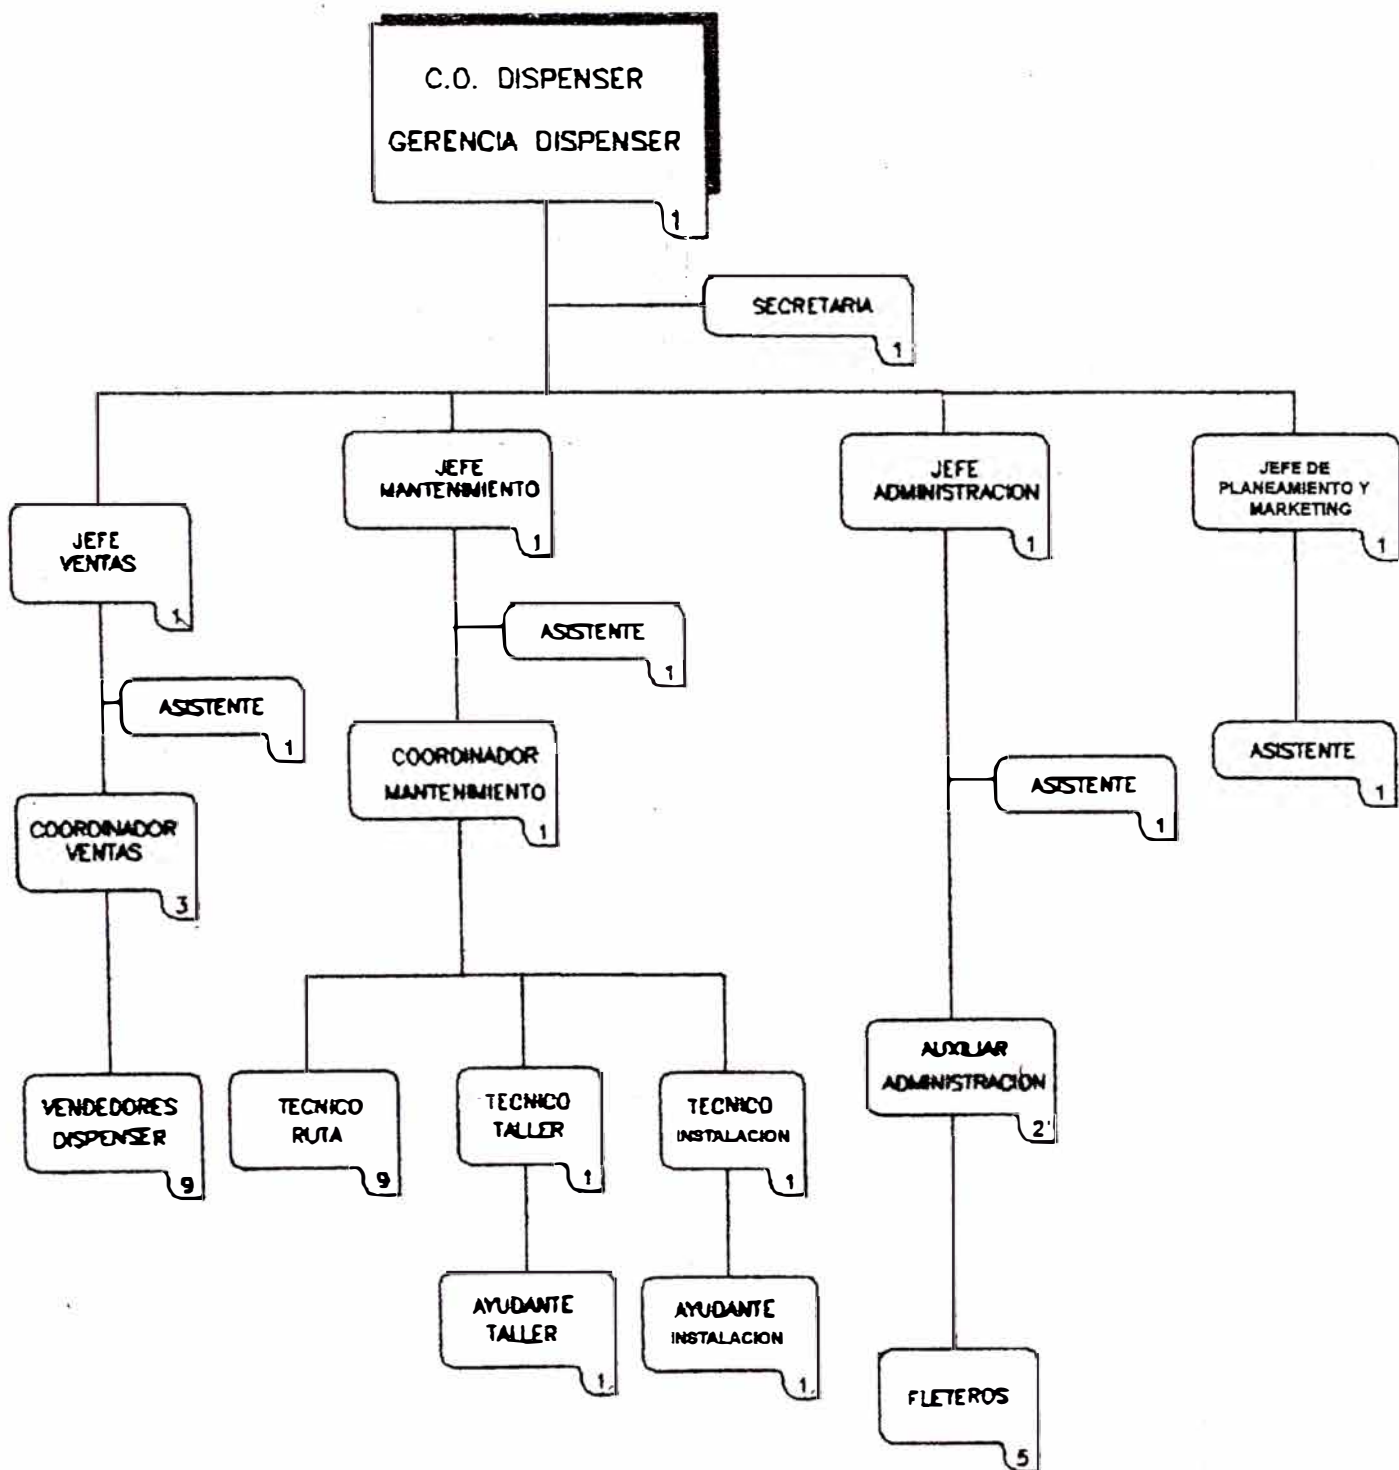 C.O. DISPENSER
GERENCIA DISPENSER
1
SECRETARIA
1
JEFE
VENTAS
1
ASISTENTE
1
COORDINADOR
VENTAS
3
VENDEDORES
DISPENSER
9
JEFE
MANTENIMIENTO
1
ASISTENTE
1
COORDINADOR
MANTENIMIENTO
1
TECNICO
RUTA
9
TECNICO
TALLER
1
AYUDANTE
TALLER
1
TECNICO
INSTALACION
1
AYUDANTE
INSTALACION
1
JEFE
ADMINISTRACION
1
ASISTENTE
1
AUXILIAR
ADMINISTRACIÓN
2
FLETEROS
5
JEFE DE
PLANEAMIENTO Y
MARKETING
1
ASISTENTE
1